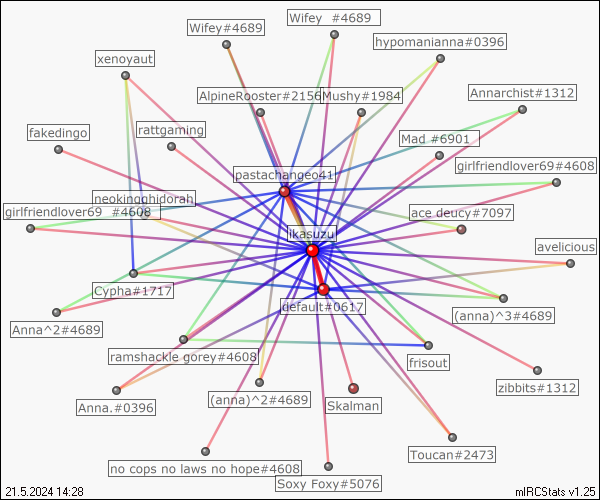 Wifey#4689
Wifey  #4689
hypomanianna#0396
xenoyaut
AlpineRooster#2156
Mushy#1984
Annarchist#1312
fakedingo
rattgaming
Mad #6901
pastachangeo41
girlfriendlover69#4608
neokingghidorah
girlfriendlover69  #4608
ace deucy#7097
ikasuzu
avelicious
Cypha#1717
default#0617
Anna^2#4689
(anna)^3#4689
ramshackle gorey#4608
frisout
zibbits#1312
Anna.#0396
(anna)^2#4689
Skalman
Toucan#2473
no cops no laws no hope#4608
Soxy Foxy#5076
21.5.2024 14:28
mIRCStats v1.25